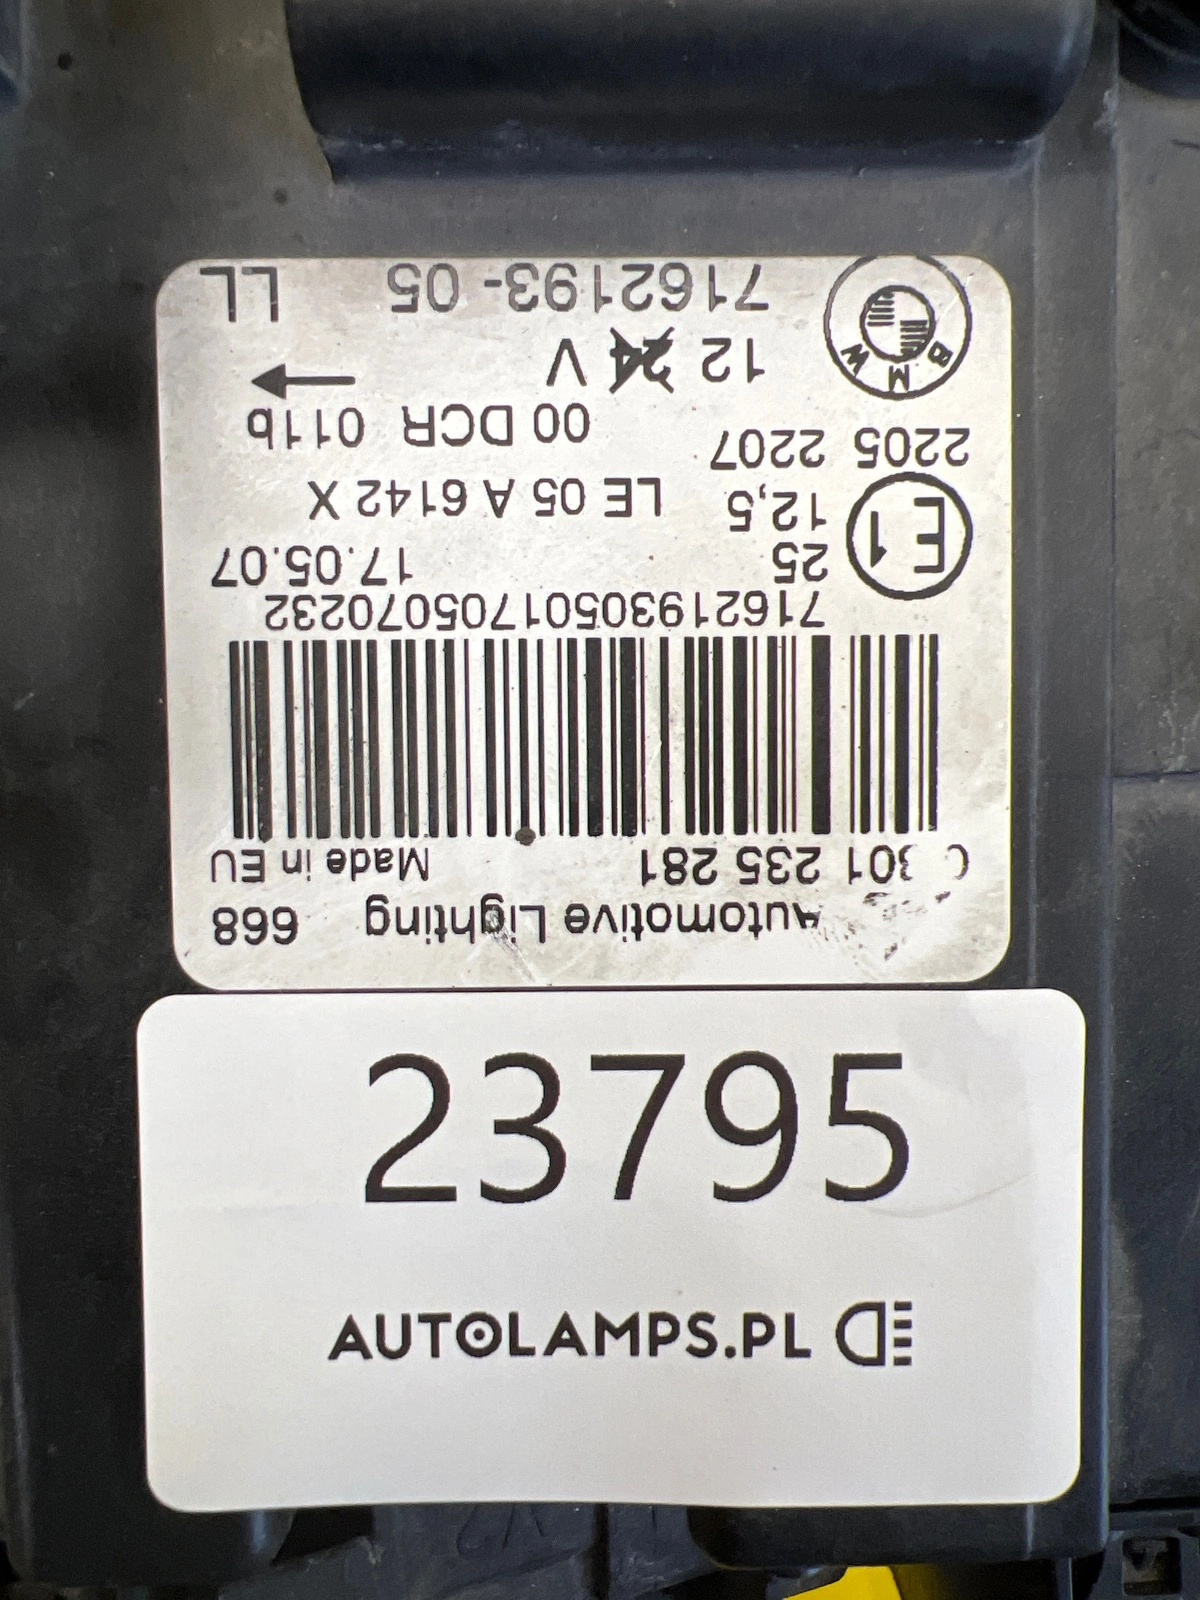 Automotive Lighting 668
C 301 235 281 Made in EU
71621930501705070232
25 17.05.07
E1 12,5 LE 05 A 6142 X
2205 2207 00 DCR 011b
12 24 V
BMW 7162193-05 LL
23795
AUTOLAMPS.PL